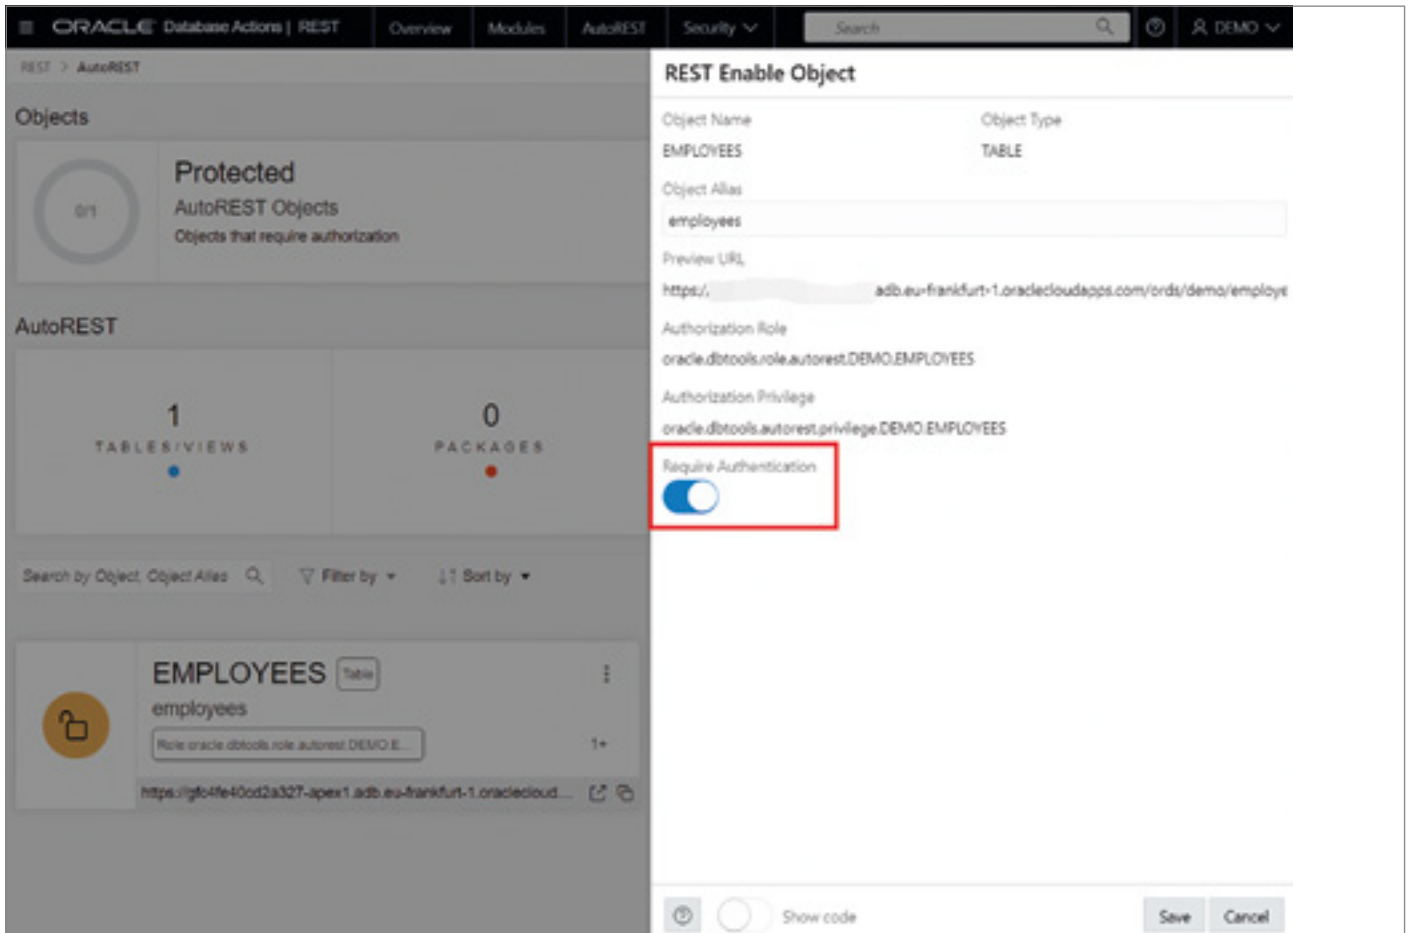 ORACLE Database Actions | REST
Overview
Modules
AutoREST
Security
Search
DEMO
REST > AutoREST
Objects
0/1
Protected
AutoREST Objects
Objects that require authorization
AutoREST
1
TABLES/VIEWS
0
PACKAGES
Search by Object, Object Alias
Filter by
Sort by
EMPLOYEES Table
employees
Role:oracle.dbtools.role.autorest.DEMO.E...
1+
https://gfc4fe40cd2a327-apex1.adb.eu-frankfurt-1.oraclecloud...
REST Enable Object
Object Name
Object Type
EMPLOYEES
TABLE
Object Alias
employees
Preview URL
https:/. adb.eu-frankfurt-1.oraclecloudapps.com/ords/demo/employe
Authorization Role
oracle.dbtools.role.autorest.DEMO.EMPLOYEES
Authorization Privilege
oracle.dbtools.autorest.privilege.DEMO.EMPLOYEES
Require Authentication
Show code
Save
Cancel